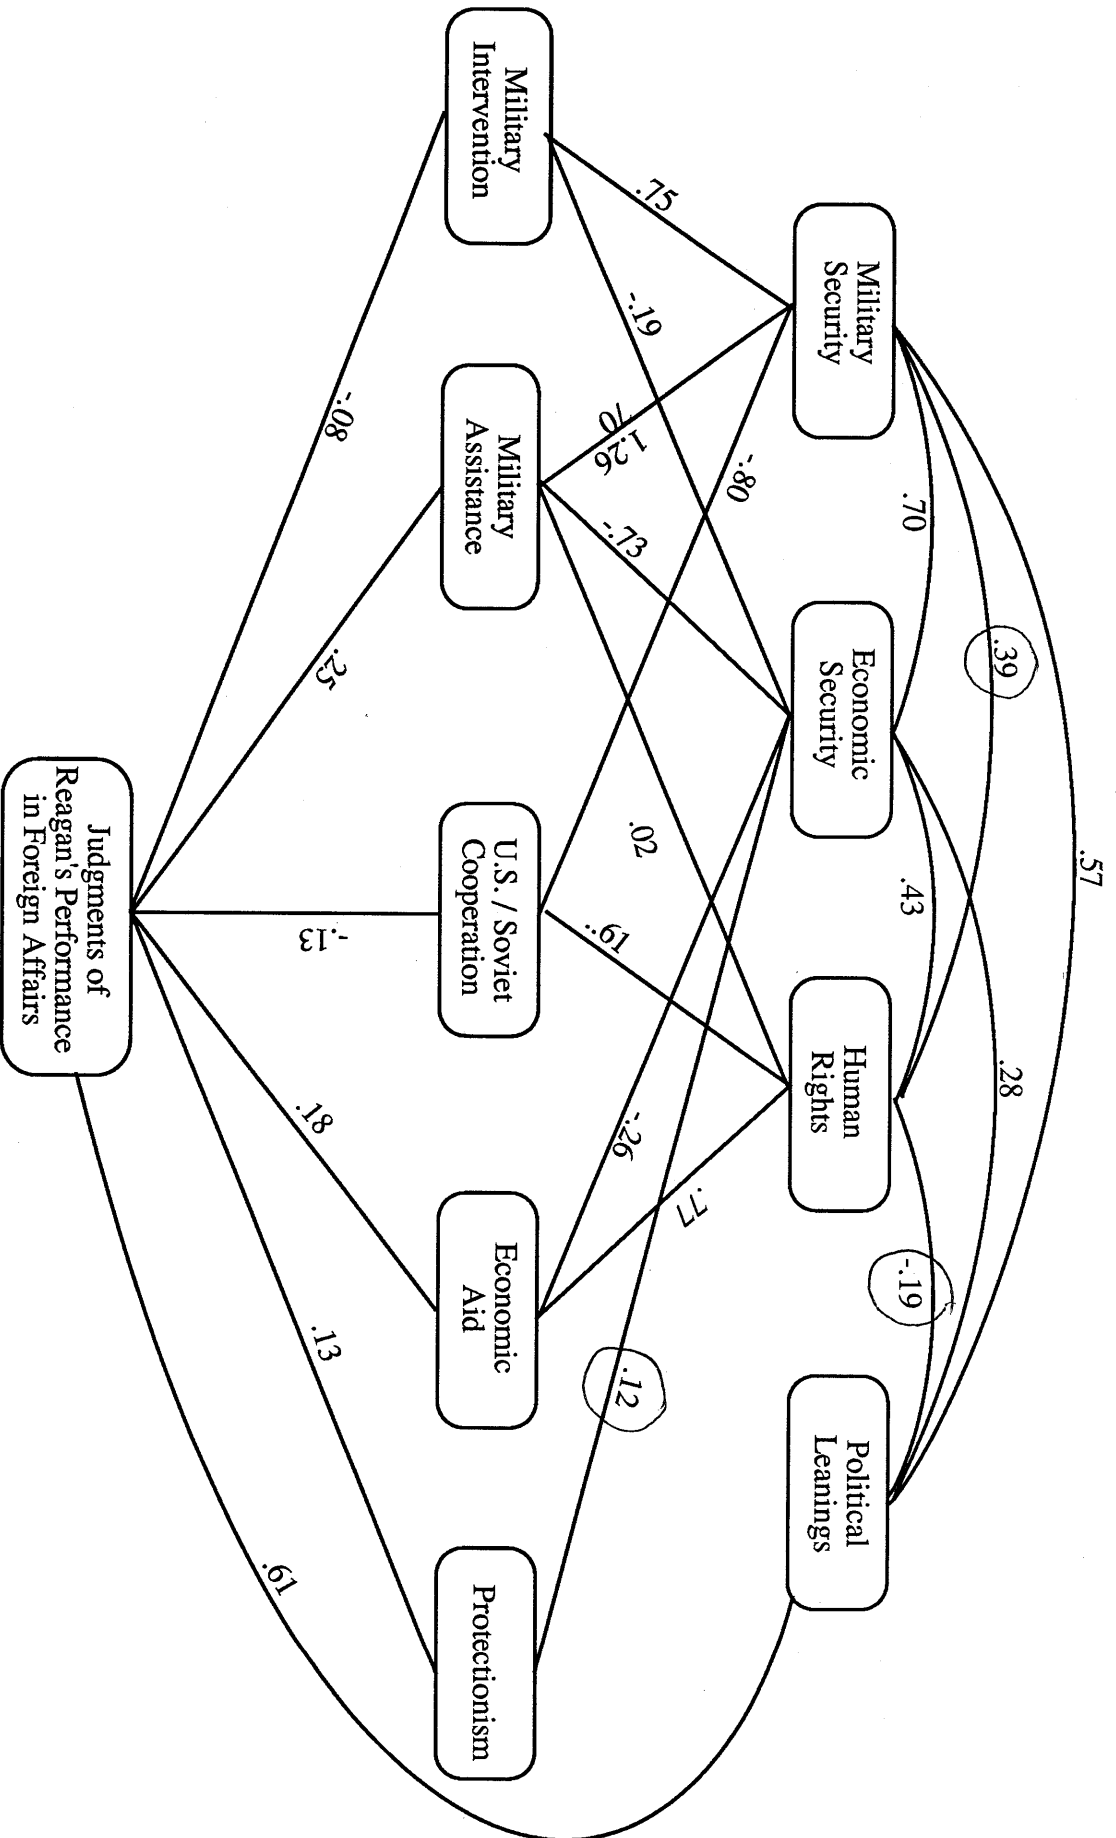 .57
.39
.28
.70
.43
-.19
Military
Security
Economic
Security
Human
Rights
Political
Leanings
.75
-.19
.70
1.26
-.80
-.73
.02
..61
-.26
.77
.12
Military
Intervention
Military
Assistance
U.S. / Soviet
Cooperation
Economic
Aid
Protectionism
-.08
.25
-.13
.18
.13
.61
Judgments of
Reagan's Performance
in Foreign Affairs